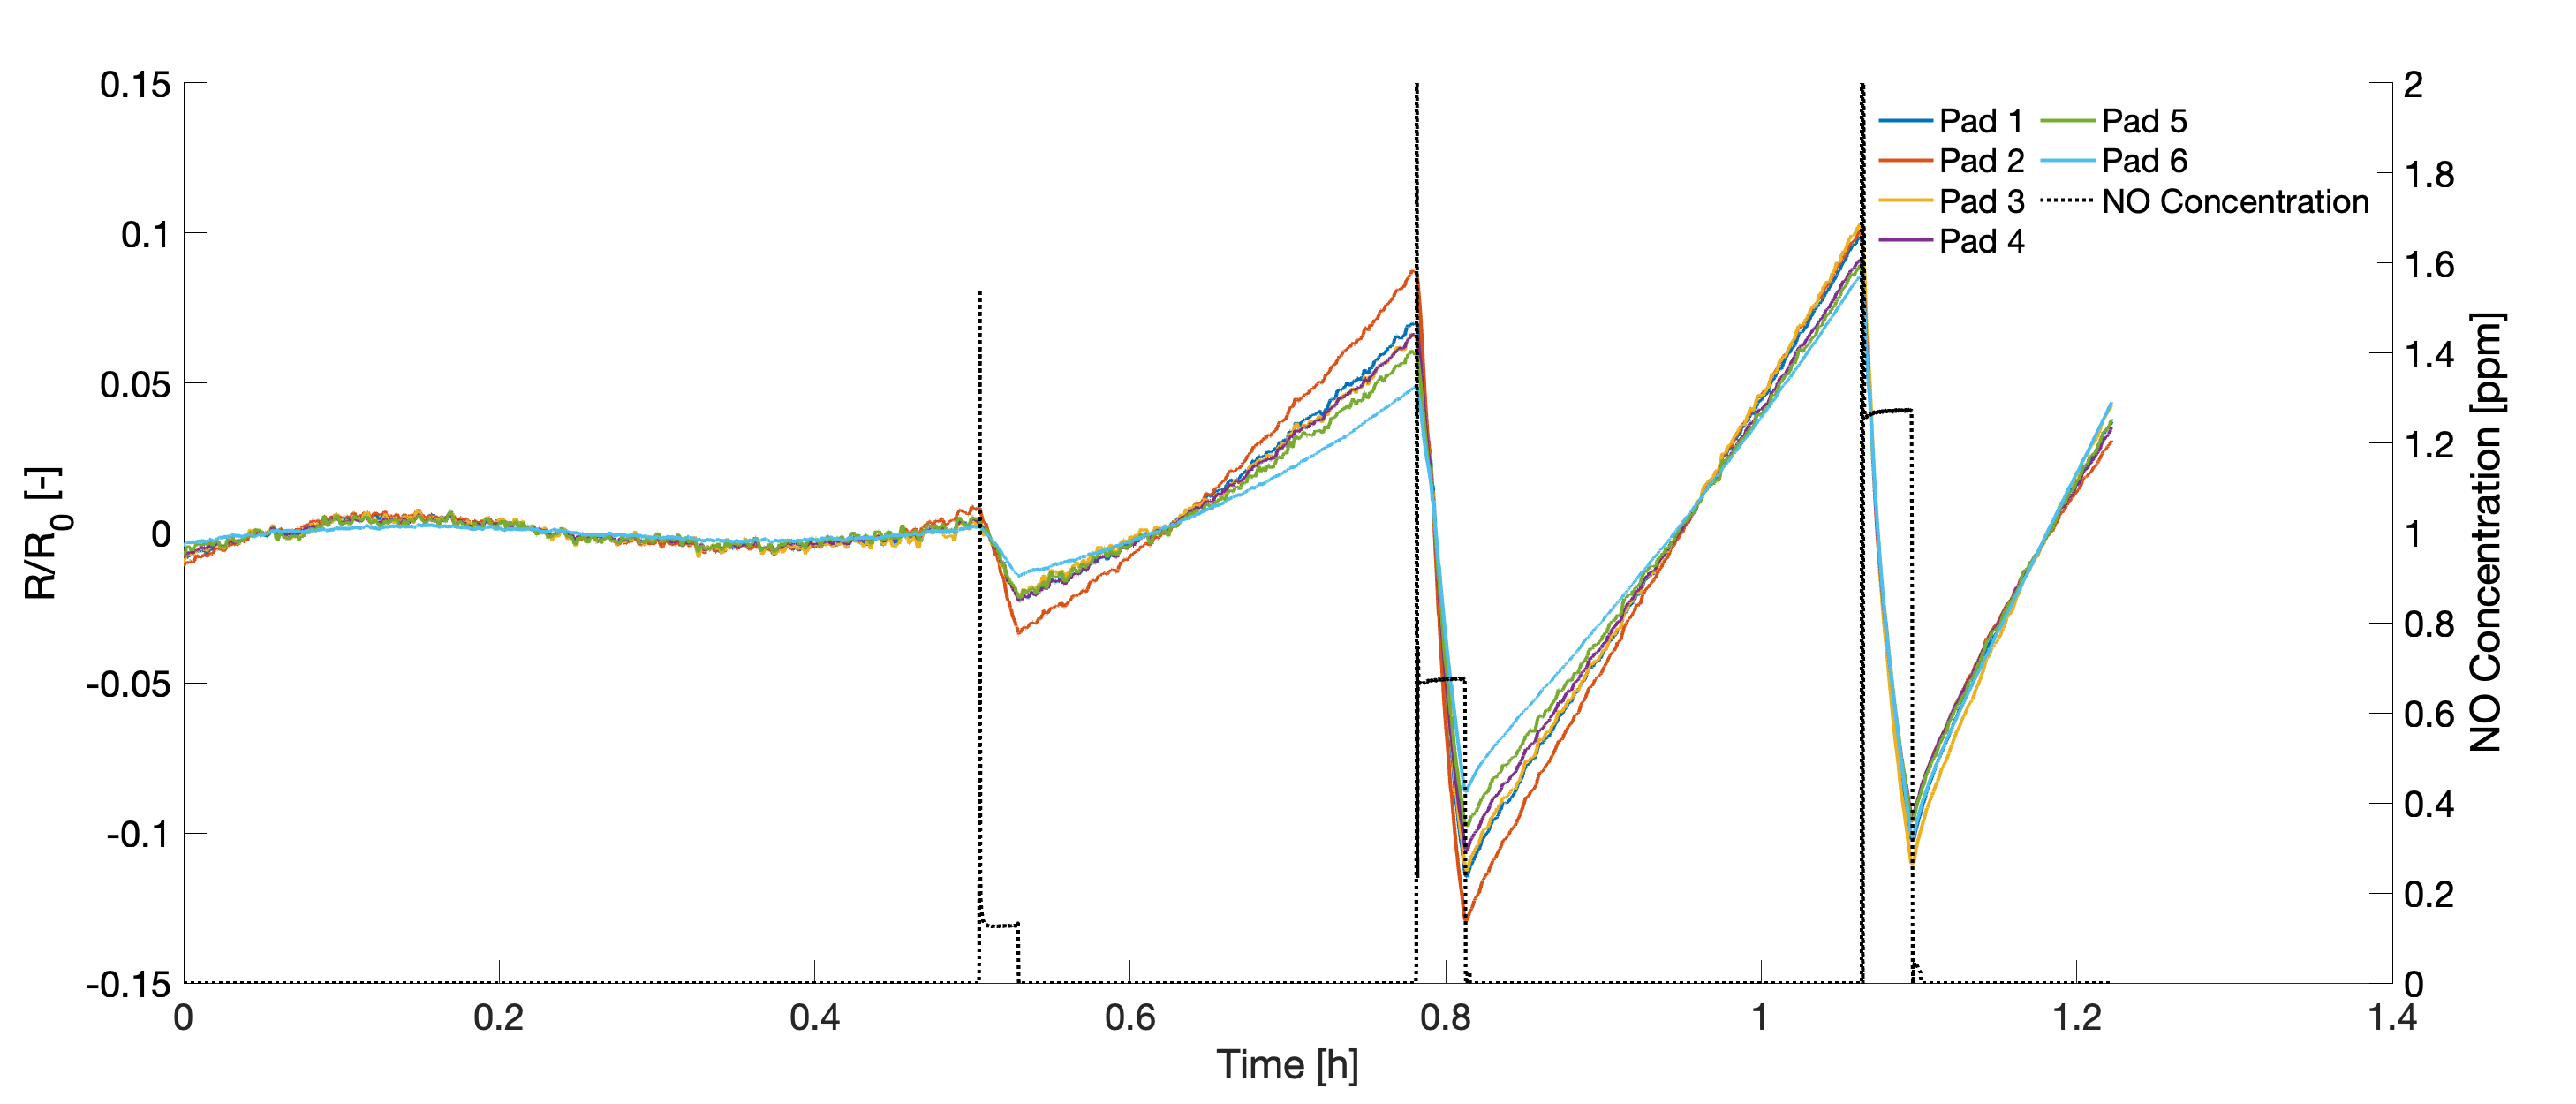 0.15
0.1
0.05
0
-0.05
-0.1
-0.15
R/R0 [-]
0 0.2 0.4 0.6 0.8 1 1.2 1.4
Time [h]
2
1.8
1.6
1.4
1.2
1
0.8
0.6
0.4
0.2
0
NO Concentration [ppm]
Pad 1
Pad 2
Pad 3
Pad 4
Pad 5
Pad 6
NO Concentration